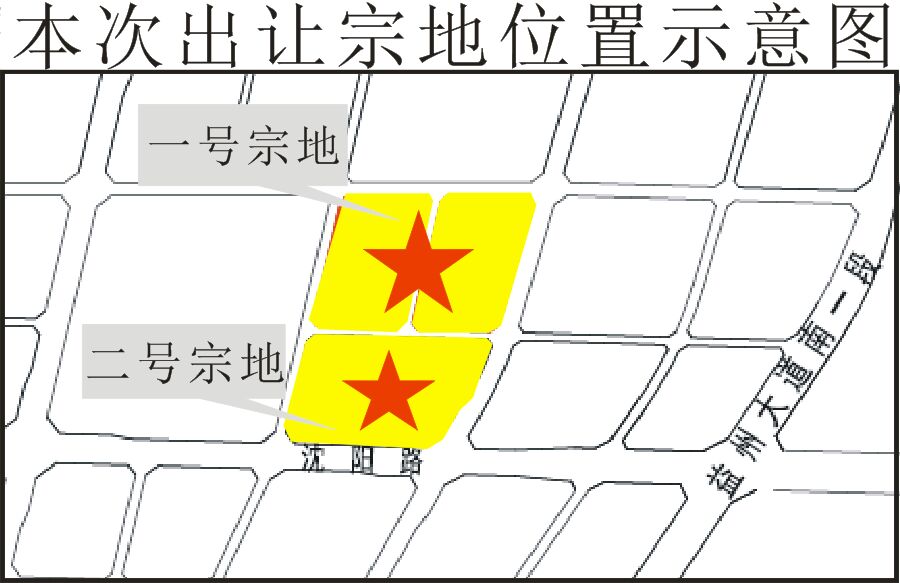 本次出让宗地位置示意图
一号宗地
二号宗地
沈阳路
益州大道南一段